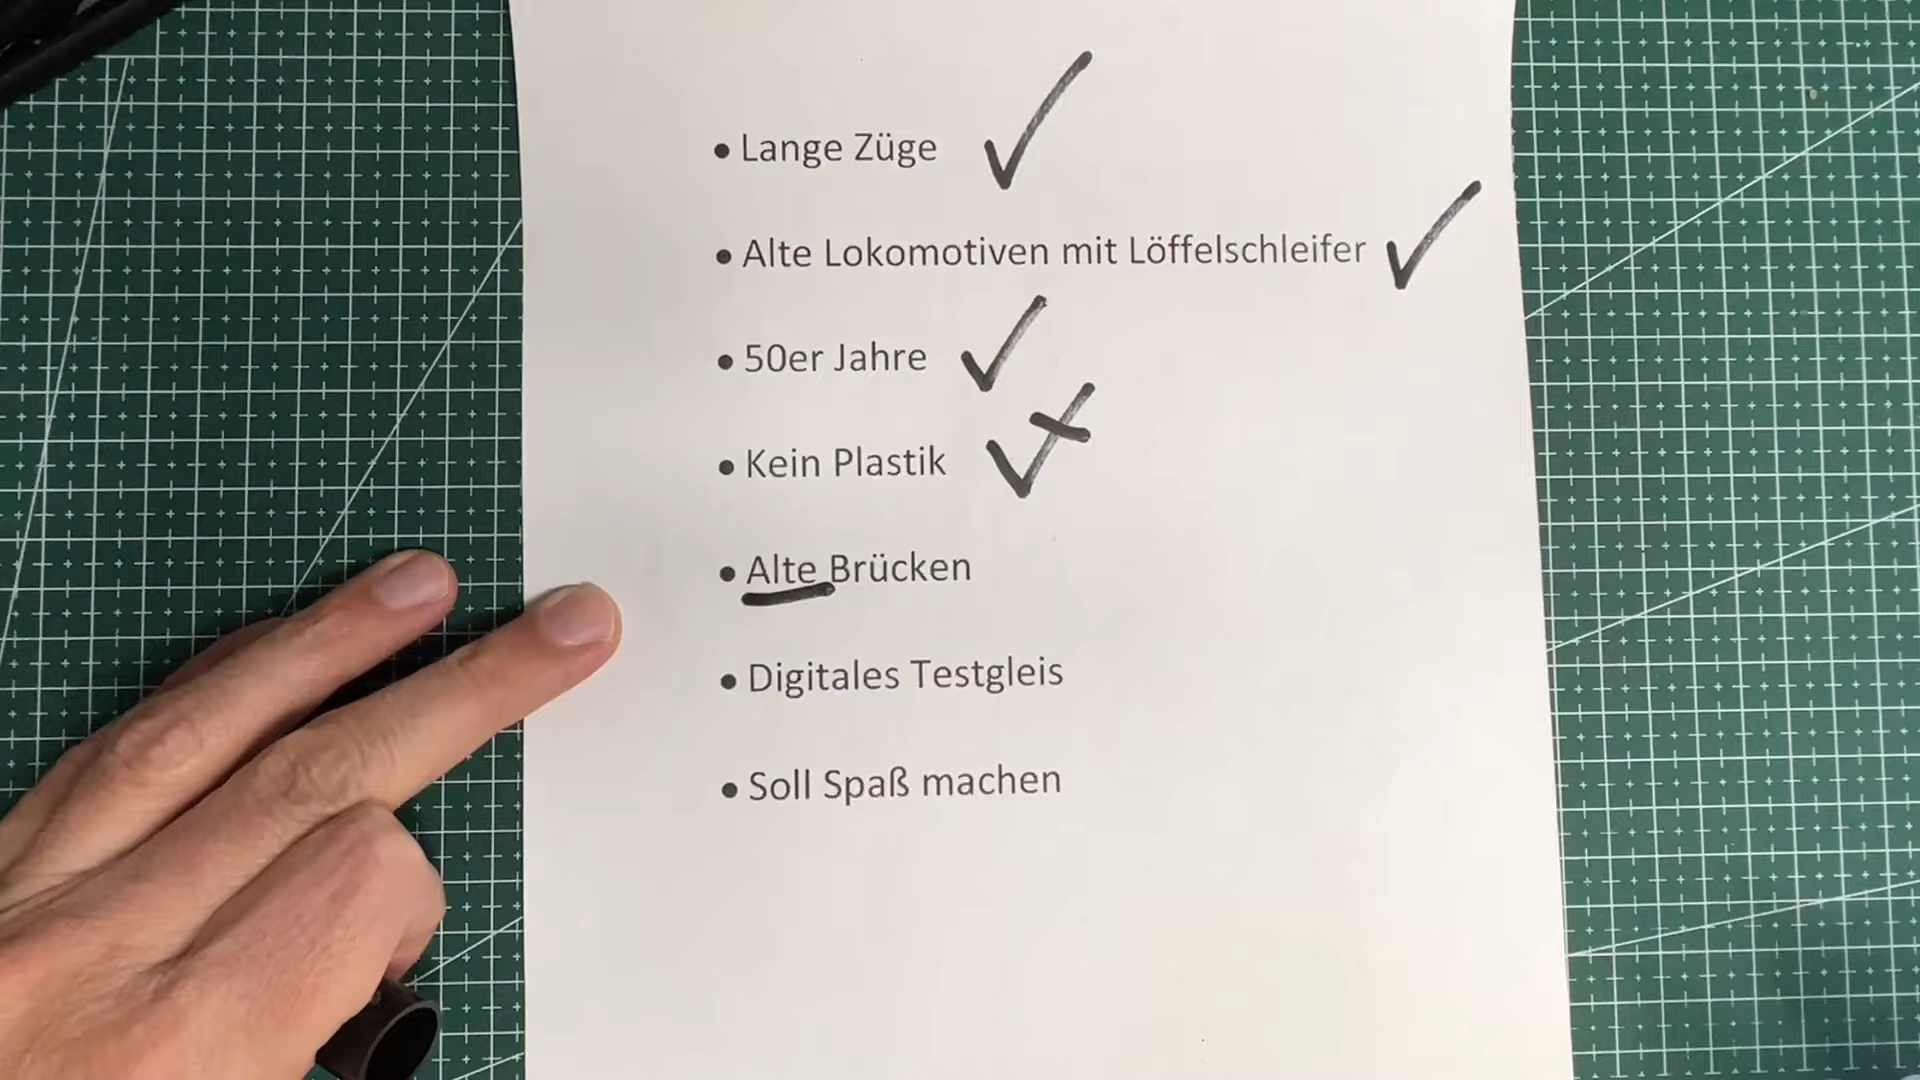 • Lange Züge ✓
• Alte Lokomotiven mit Löffelschleifer ✓
• 50er Jahre ✓
• Kein Plastik ✓
• Alte Brücken
• Digitales Testgleis
• Soll Spaß machen